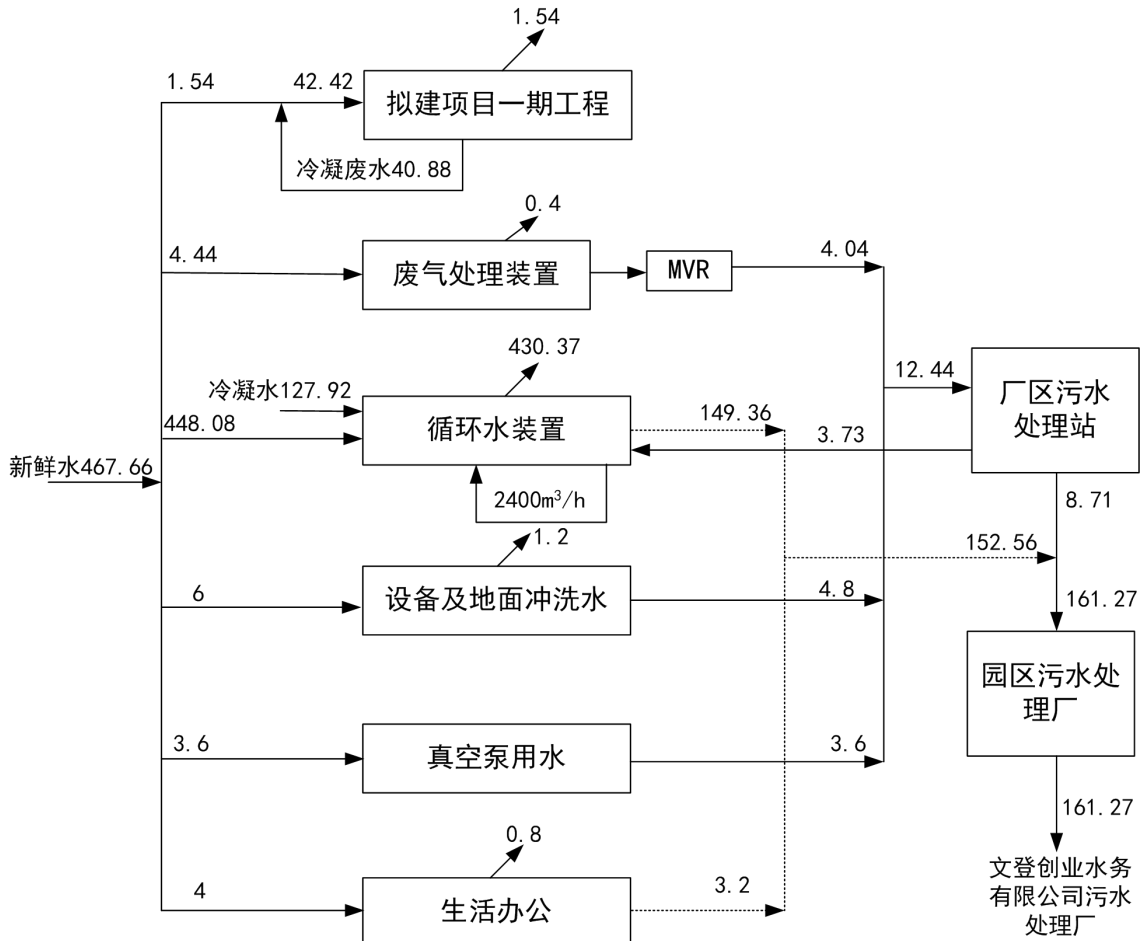 1.54
1.54
42.42
拟建项目一期工程
冷凝废水40.88
0.4
4.44
废气处理装置
MVR
4.04
430.37
冷凝水127.92
448.08
循环水装置
149.36
12.44
厂区污水
处理站
3.73
新鲜水467.66
2400m³/h
8.71
1.2
152.56
6
设备及地面冲洗水
4.8
161.27
园区污水处
理厂
3.6
真空泵用水
3.6
161.27
0.8
4
生活办公
3.2
文登创业水务
有限公司污水
处理厂